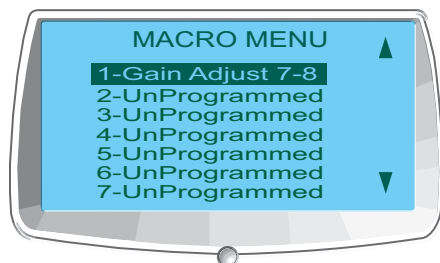 MACRO MENU
1-Gain Adjust 7-8
2-UnProgrammed
3-UnProgrammed
4-UnProgrammed
5-UnProgrammed
6-UnProgrammed
7-UnProgrammed